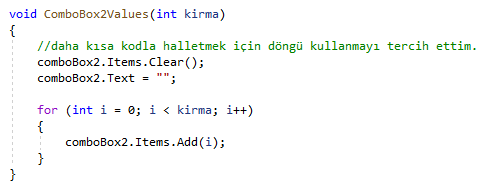 void ComboBox2Values(int kirma)
{
//daha kısa kodla halletmek için döngü kullanmayı tercih ettim.
comboBox2.Items.Clear();
comboBox2.Text = "";
for (int i = 0; i < kirma; i++)
{
comboBox2.Items.Add(i);
}
}